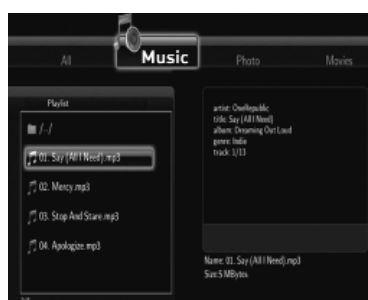 All
Music
Photo
Movies
Playlist
/../
01. Say (All I Need).mp3
02. Mercy.mp3
03. Stop And Stare.mp3
04. Apologize.mp3
artist: OneRepublic
title: Say (All I Need)
album: Dreaming Out Loud
genre: Indie
track: 1/13
Name: 01. Say (All I Need).mp3
Size:5 MBytes